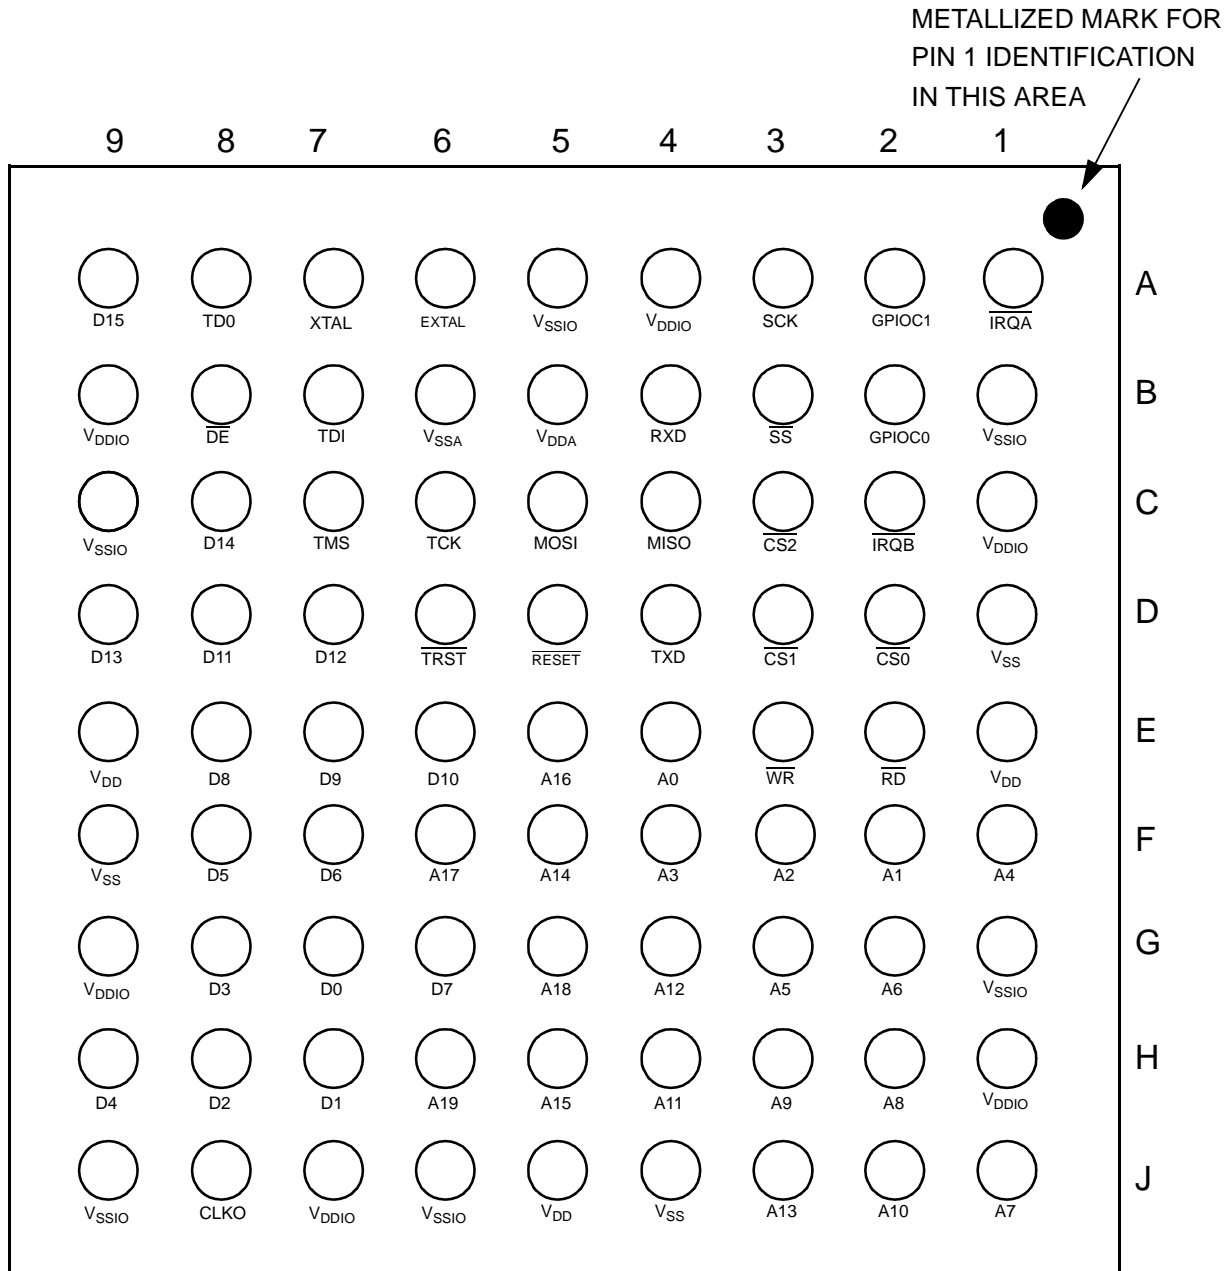 METALLIZED MARK FOR
PIN 1 IDENTIFICATION
IN THIS AREA
9 8 7 6 5 4 3 2 1
A
D15 TD0 XTAL EXTAL VSSIO VDDIO SCK GPIOC1 IRQA
B
VDDIO DE TDI VSSA VDDA RXD SS GPIOC0 VSSIO
C
VSSIO D14 TMS TCK MOSI MISO CS2 IRQB VDDIO
D
D13 D11 D12 TRST RESET TXD CS1 CS0 VSS
E
VDD D8 D9 D10 A16 A0 WR RD VDD
F
VSS D5 D6 A17 A14 A3 A2 A1 A4
G
VDDIO D3 D0 D7 A18 A12 A5 A6 VSSIO
H
D4 D2 D1 A19 A15 A11 A9 A8 VDDIO
J
VSSIO CLKO VDDIO VSSIO VDD VSS A13 A10 A7